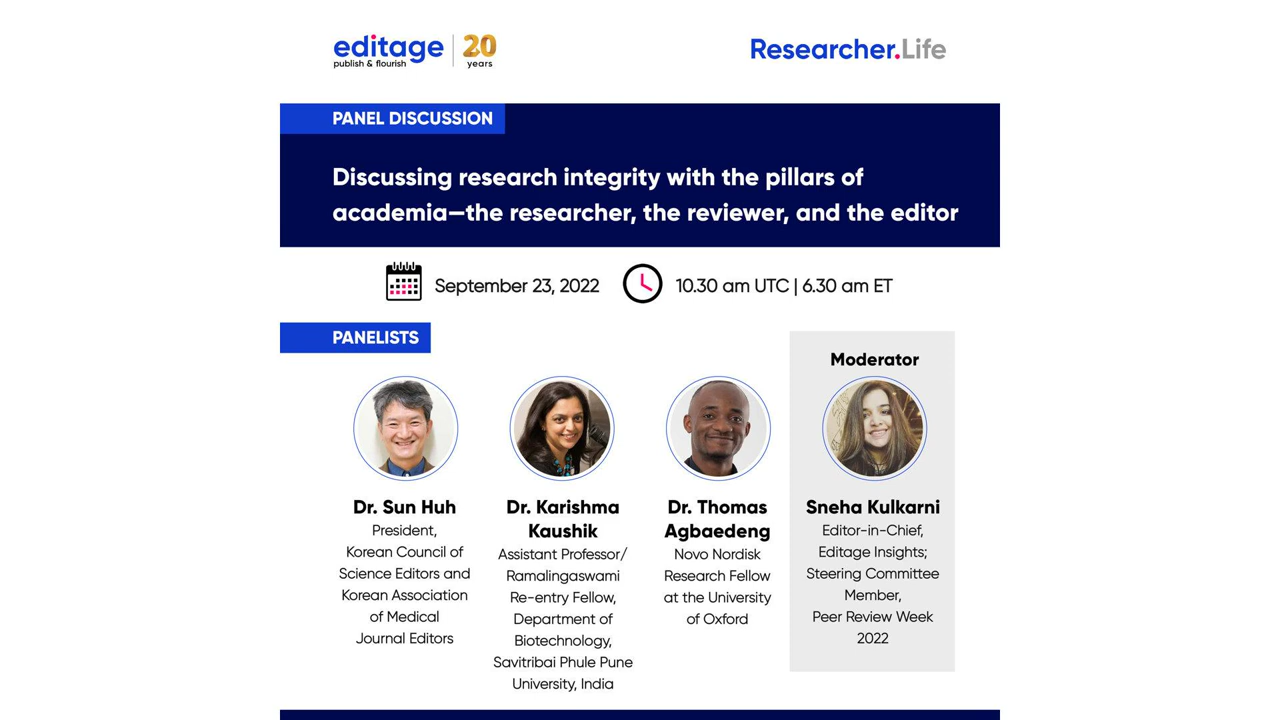 editage
publish & flourish
20
years
Researcher.Life
PANEL DISCUSSION
Discussing research integrity with the pillars of
academia—the researcher, the reviewer, and the editor
September 23, 2022
10.30 am UTC | 6.30 am ET
PANELISTS
Dr. Sun Huh
President,
Korean Council of
Science Editors and
Korean Association
of Medical
Journal Editors
Dr. Karishma
Kaushik
Assistant Professor/
Ramalingaswami
Re-entry Fellow,
Department of
Biotechnology,
Savitribai Phule Pune
University, India
Dr. Thomas
Agbaedeng
Novo Nordisk
Research Fellow
at the University
of Oxford
Moderator
Sneha Kulkarni
Editor-in-Chief,
Editage Insights;
Steering Committee
Member,
Peer Review Week
2022